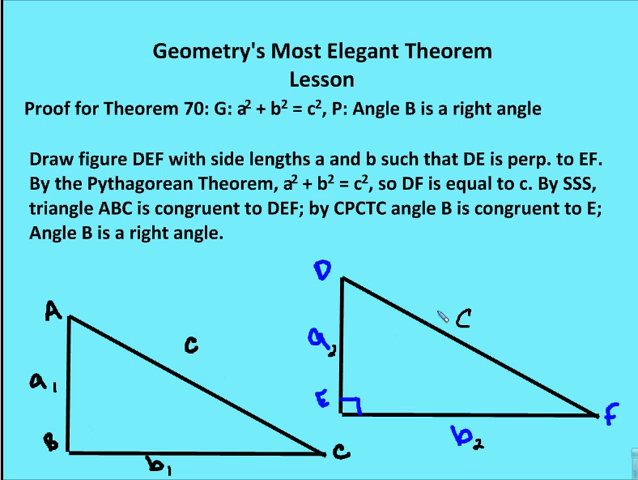 Geometry's Most Elegant Theorem
Lesson
Proof for Theorem 70: G: a² + b² = c², P: Angle B is a right angle
Draw figure DEF with side lengths a and b such that DE is perp. to EF.
By the Pythagorean Theorem, a² + b² = c², so DF is equal to c. By SSS,
triangle ABC is congruent to DEF; by CPCTC angle B is congruent to E;
Angle B is a right angle.
D
A
C
c
a₂
a₁
E
F
B
b₂
C
b₁